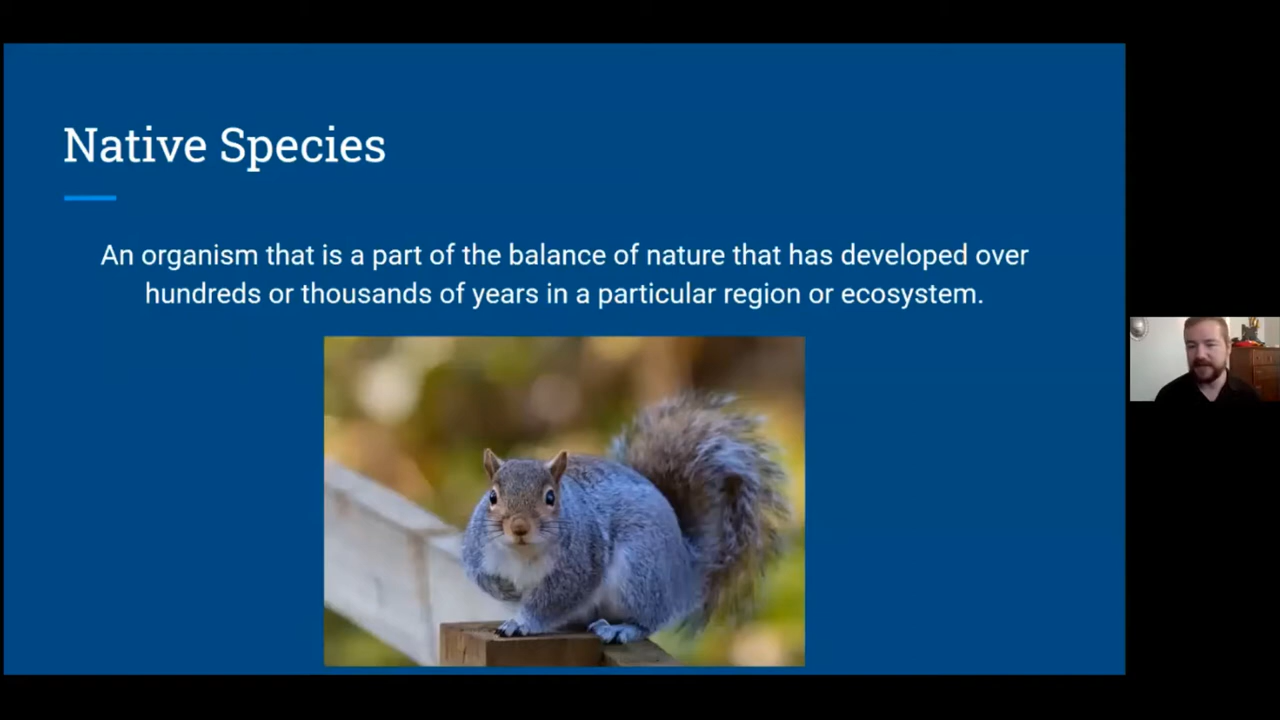 Native Species
An organism that is a part of the balance of nature that has developed over
hundreds or thousands of years in a particular region or ecosystem.